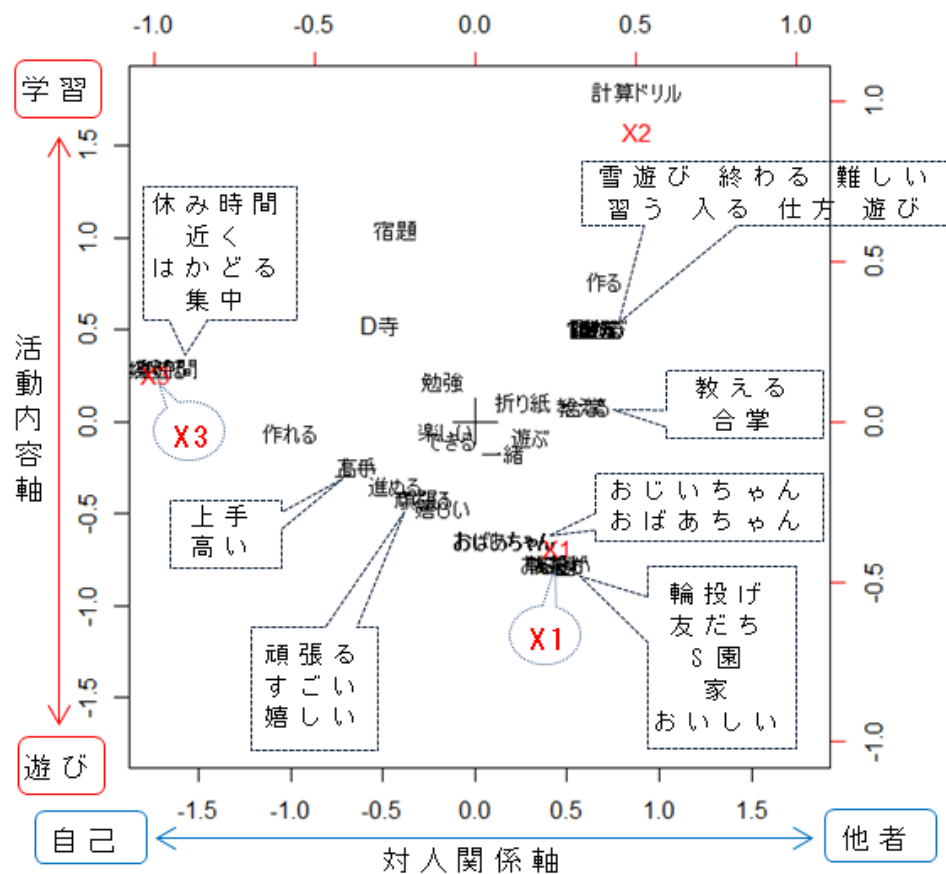 -1.0 -0.5 0.0 0.5 1.0
学習
計算ドリル
X2
1.0
1.5
雪遊び 終わる 難しい
習う 入る 仕方 遊び
休み時間
近く
はかどる
集中
宿題
1.0
0.5
作る
D寺
0.5
活動内容軸
X3
勉強
折り紙
教える
合掌
0.0
0.0
X3
作れる
楽しい
できる
遊ぶ
一緒
進める
嬉しい
-0.5
上手
高い
おじいちゃん
おばあちゃん
おばあちゃん
X1
-0.5
輪投げ
友だち
S園
家
おいしい
-1.0
X1
頑張る
すごい
嬉しい
-1.5
-1.0
遊び
-1.5 -1.0 -0.5 0.0 0.5 1.0 1.5
自己
対人関係軸
他者